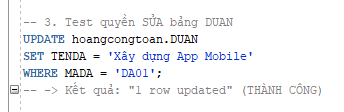 -- 3. Test quyền SỬA bảng DUAN
UPDATE hoangcongtoan.DUAN
SET TENDA = 'Xây dựng App Mobile'
WHERE MADA = 'DA01';
-- -> Kết quả: "1 row updated" (THÀNH CÔNG)